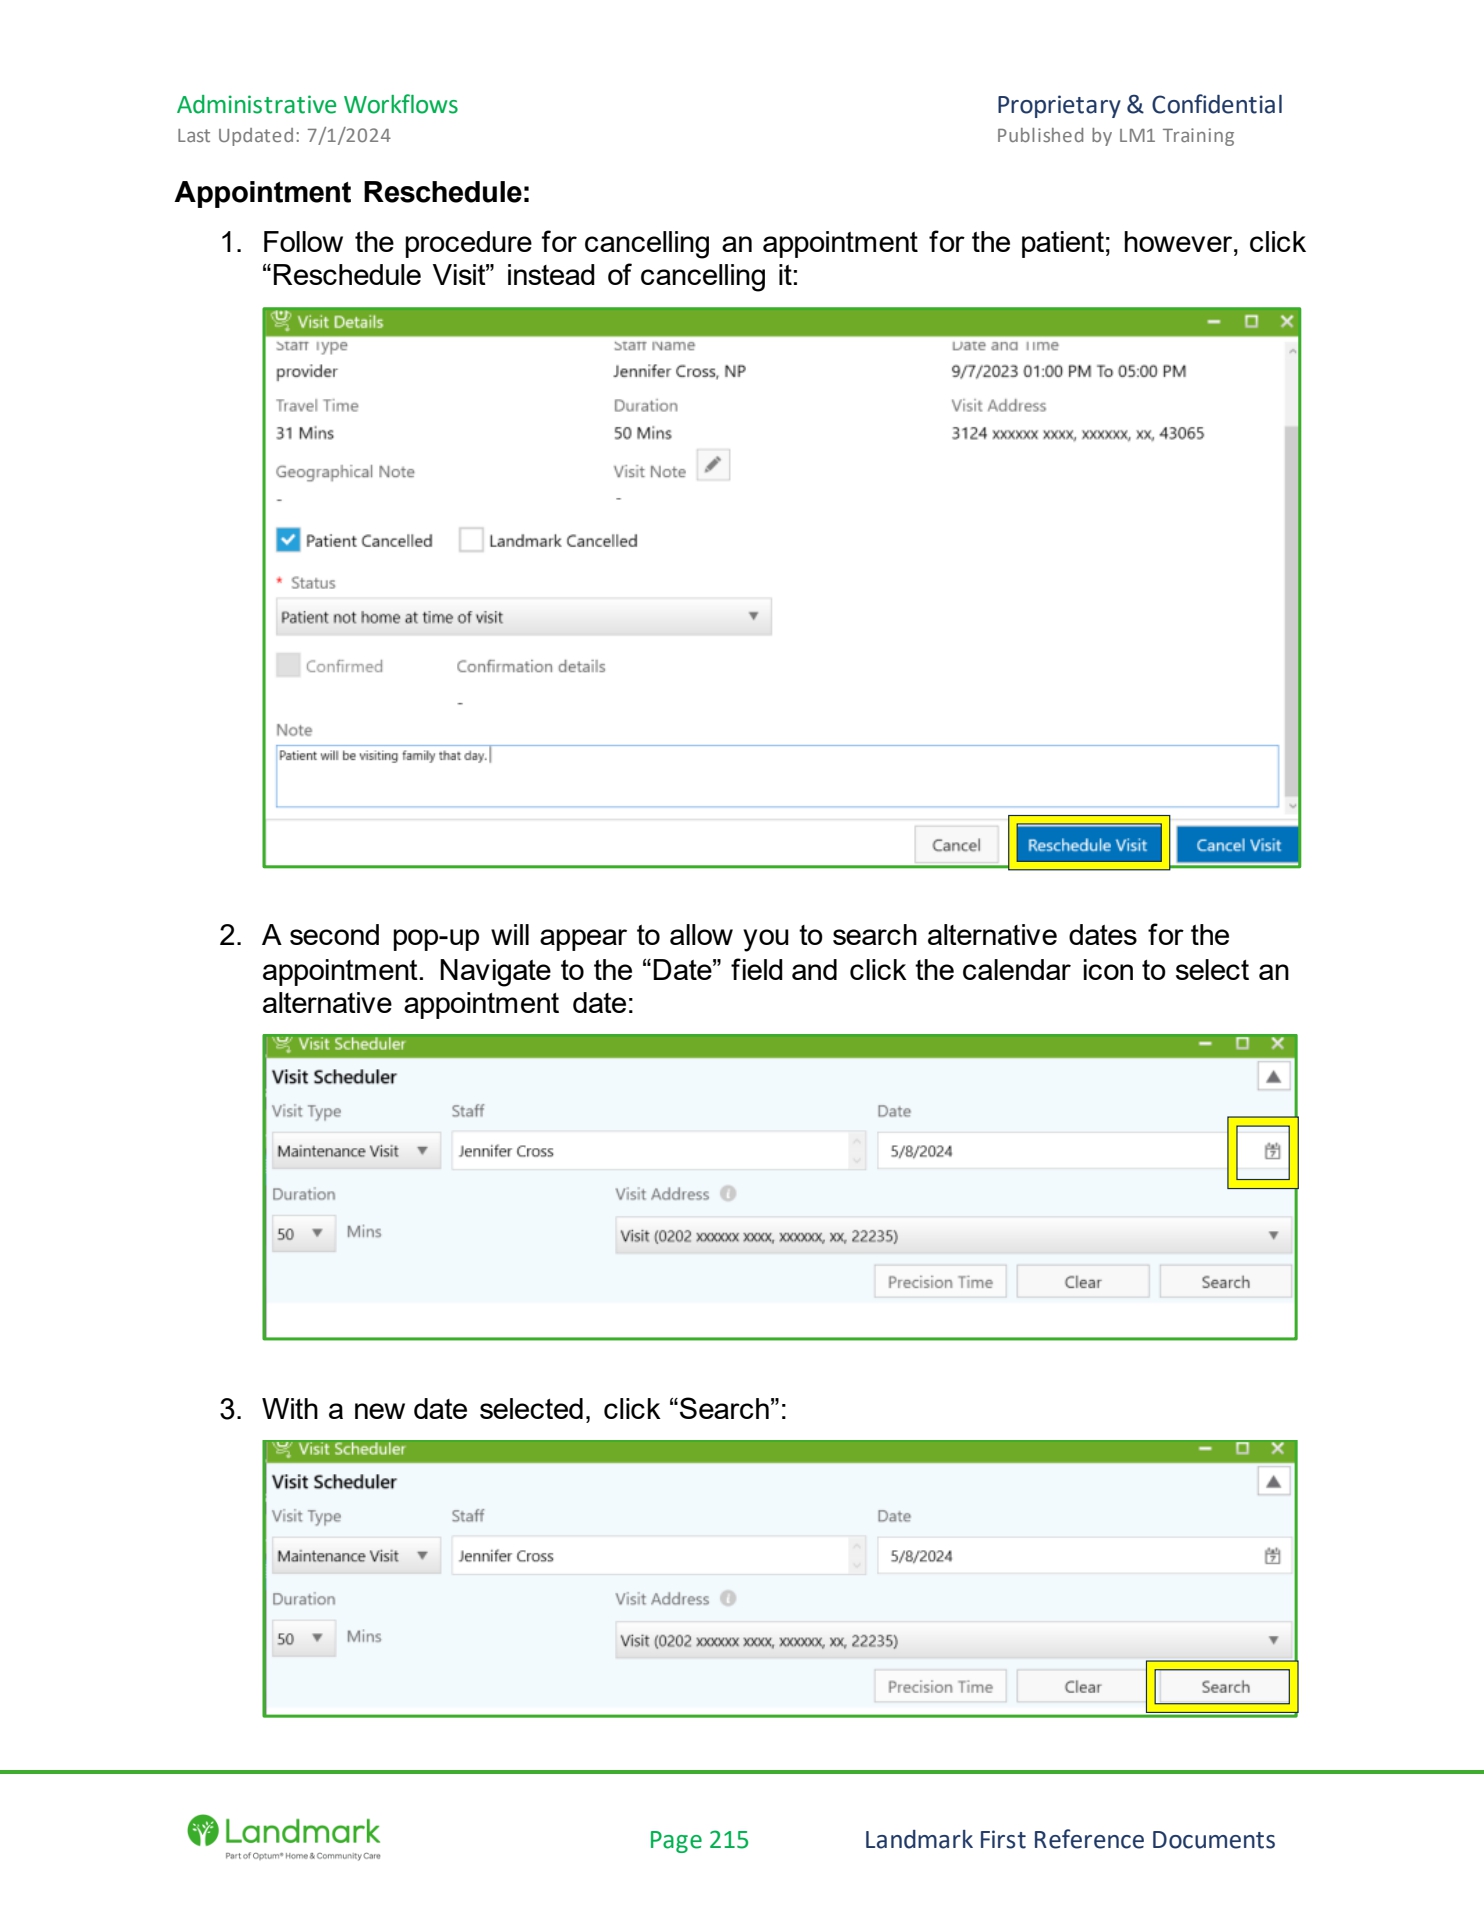 Administrative Workflows
Proprietary & Confidential
Last Updated: 7/1/2024
Published by LM1 Training
Appointment Reschedule:
1. Follow the procedure for cancelling an appointment for the patient; however, click
“Reschedule Visit” instead of cancelling it:
Visit Details
Staff Type Staff Name Date and Time
provider Jennifer Cross, NP 9/7/2023 01:00 PM To 05:00 PM
Travel Time Duration Visit Address
31 Mins 50 Mins 3124 xxxxxx xxxx, xxxxxx, xx, 43065
Geographical Note Visit Note
- -
Patient Cancelled Landmark Cancelled
* Status
Patient not home at time of visit
Confirmed Confirmation details
-
Note
Patient will be visiting family that day.
Cancel Reschedule Visit Cancel Visit
2. A second pop-up will appear to allow you to search alternative dates for the
appointment. Navigate to the “Date” field and click the calendar icon to select an
alternative appointment date:
Visit Scheduler
Visit Scheduler
Visit Type Staff Date
Maintenance Visit Jennifer Cross 5/8/2024
Duration Visit Address
50 Mins Visit (0202 xxxxxx xxxx, xxxxxx, xx, 22235)
Precision Time Clear Search
3. With a new date selected, click “Search”:
Visit Scheduler
Visit Scheduler
Visit Type Staff Date
Maintenance Visit Jennifer Cross 5/8/2024
Duration Visit Address
50 Mins Visit (0202 xxxxxx xxxx, xxxxxx, xx, 22235)
Precision Time Clear Search
Landmark
Part of Optum® Home & Community Care
Page 215
Landmark First Reference Documents